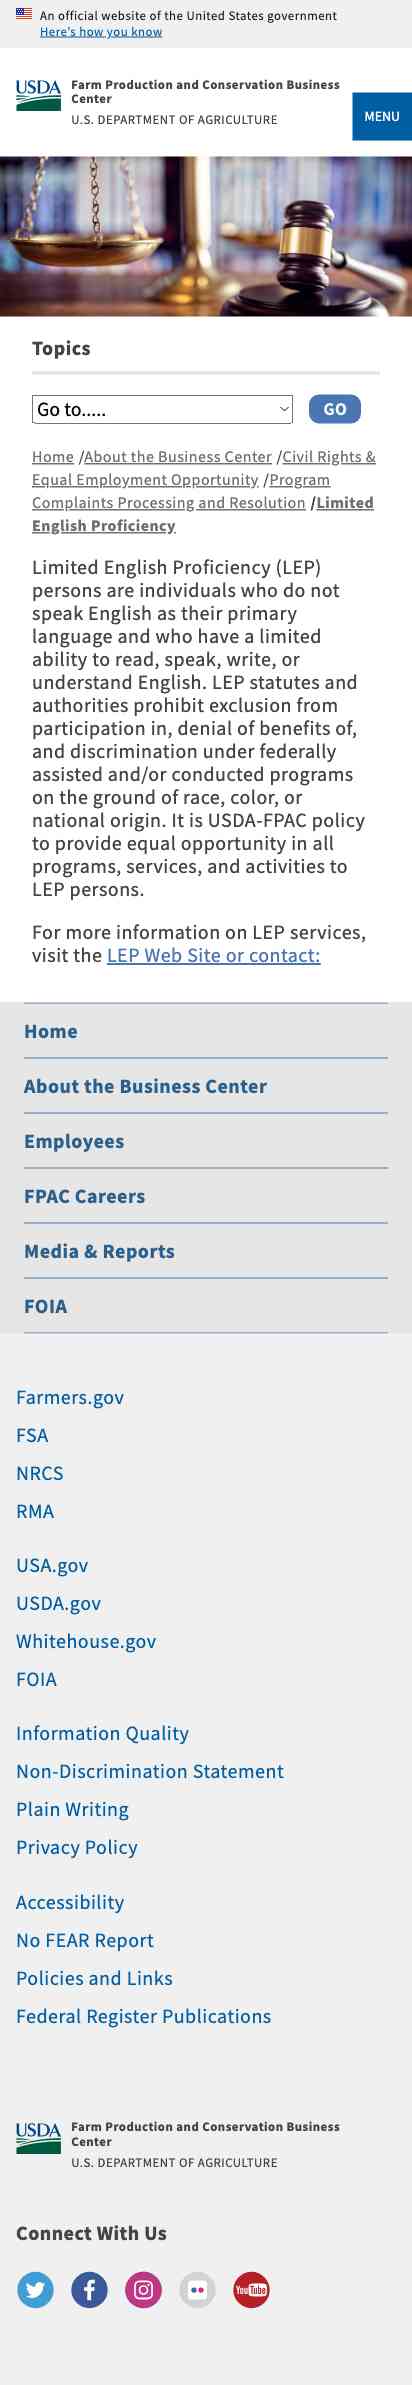 An official website of the United States government
Here's how you know
USDA
Farm Production and Conservation Business
Center
U.S. DEPARTMENT OF AGRICULTURE
MENU
Topics
Go to.....
GO
Home /About the Business Center /Civil Rights &
Equal Employment Opportunity /Program
Complaints Processing and Resolution /Limited
English Proficiency
Limited English Proficiency (LEP)
persons are individuals who do not
speak English as their primary
language and who have a limited
ability to read, speak, write, or
understand English. LEP statutes and
authorities prohibit exclusion from
participation in, denial of benefits of,
and discrimination under federally
assisted and/or conducted programs
on the ground of race, color, or
national origin. It is USDA-FPAC policy
to provide equal opportunity in all
programs, services, and activities to
LEP persons.
For more information on LEP services,
visit the LEP Web Site or contact:
Home
About the Business Center
Employees
FPAC Careers
Media & Reports
FOIA
Farmers.gov
FSA
NRCS
RMA
USA.gov
USDA.gov
Whitehouse.gov
FOIA
Information Quality
Non-Discrimination Statement
Plain Writing
Privacy Policy
Accessibility
No FEAR Report
Policies and Links
Federal Register Publications
USDA
Farm Production and Conservation Business
Center
U.S. DEPARTMENT OF AGRICULTURE
Connect With Us
YouTube